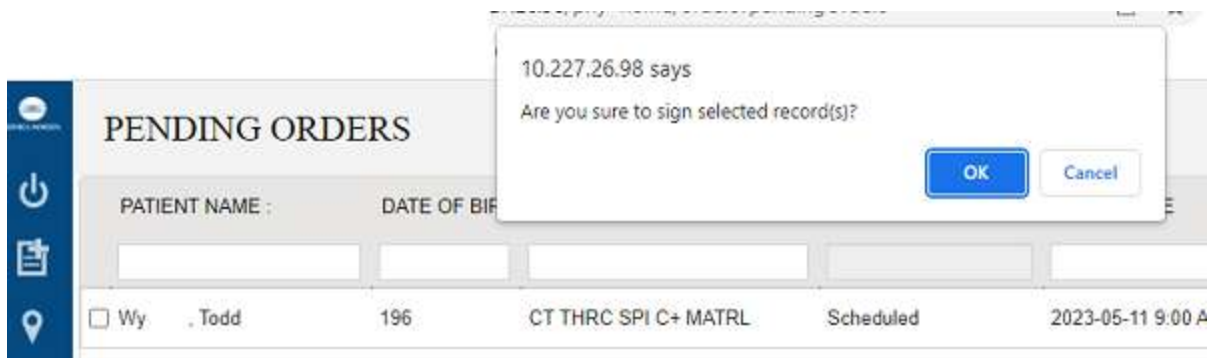 10.227.26.98 says
Are you sure to sign selected record(s)?
OK Cancel
PENDING ORDERS
PATIENT NAME : DATE OF BIR
Wy , Todd 196 CT THRC SPI C+ MATRL Scheduled 2023-05-11 9:00 A